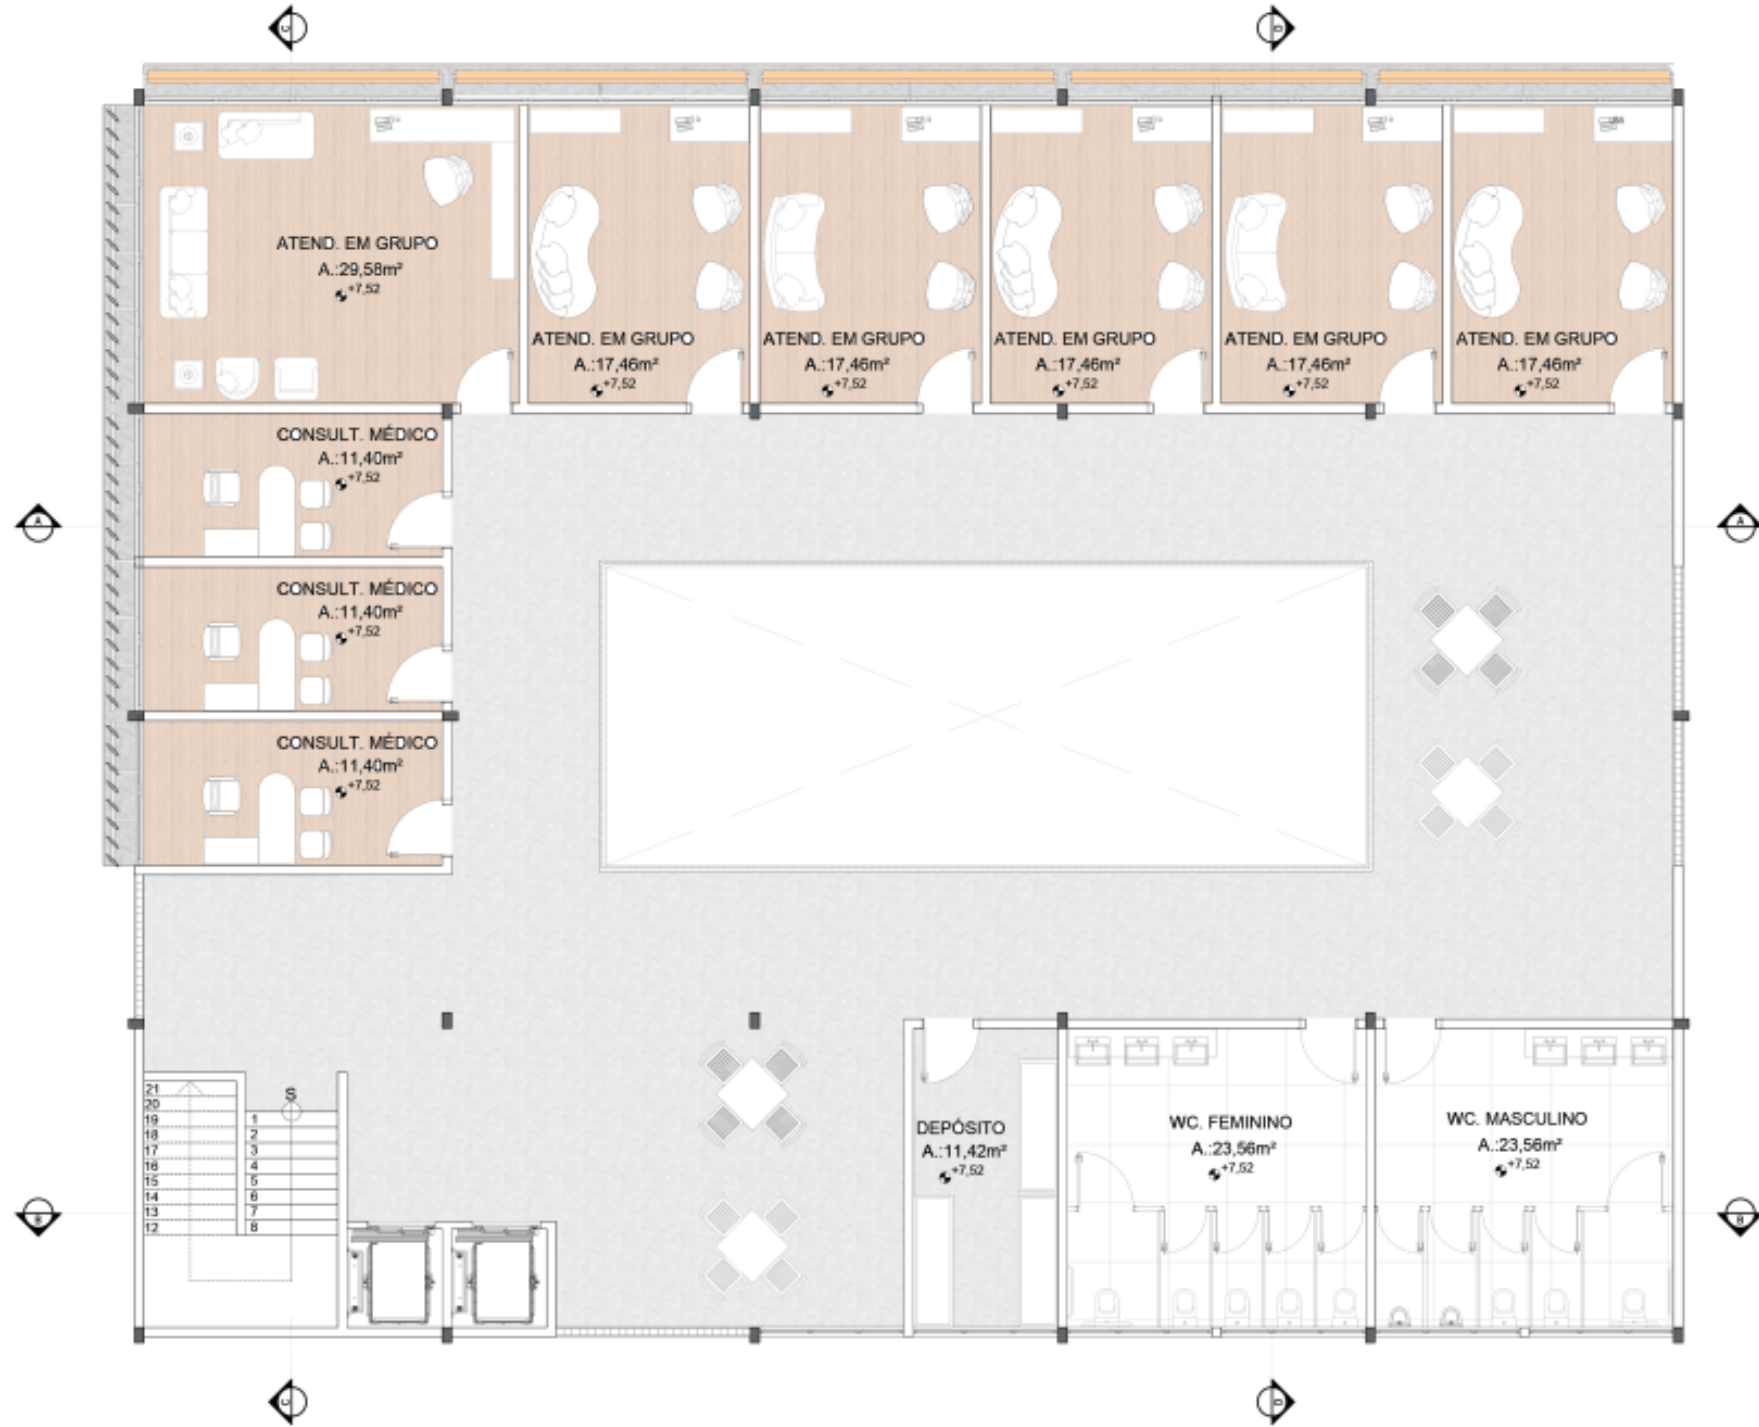 C
D
ATEND. EM GRUPO
A.:29,58m²
+7,52
ATEND. EM GRUPO
A.:17,46m²
+7,52
ATEND. EM GRUPO
A.:17,46m²
+7,52
ATEND. EM GRUPO
A.:17,46m²
+7,52
ATEND. EM GRUPO
A.:17,46m²
+7,52
ATEND. EM GRUPO
A.:17,46m²
+7,52
CONSULT. MÉDICO
A.:11,40m²
+7,52
A
A
CONSULT. MÉDICO
A.:11,40m²
+7,52
CONSULT. MÉDICO
A.:11,40m²
+7,52
S
21
20
19
18
17
16
15
14
13
12
1
2
3
4
5
6
7
8
DEPÓSITO
A.:11,42m²
+7,52
WC. FEMININO
A.:23,56m²
+7,52
WC. MASCULINO
A.:23,56m²
+7,52
B
B
C
D